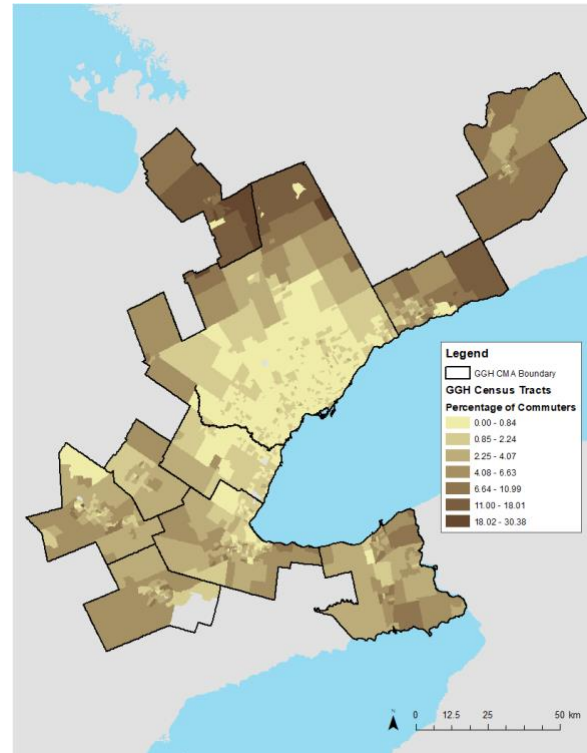 Legend
GGH CMA Boundary
GGH Census Tracts
Percentage of Commuters
0.00 - 0.84
0.85 - 2.24
2.25 - 4.07
4.08 - 6.63
6.64 - 10.99
11.00 - 18.01
18.02 - 30.38
N
0 12.5 25 50 km